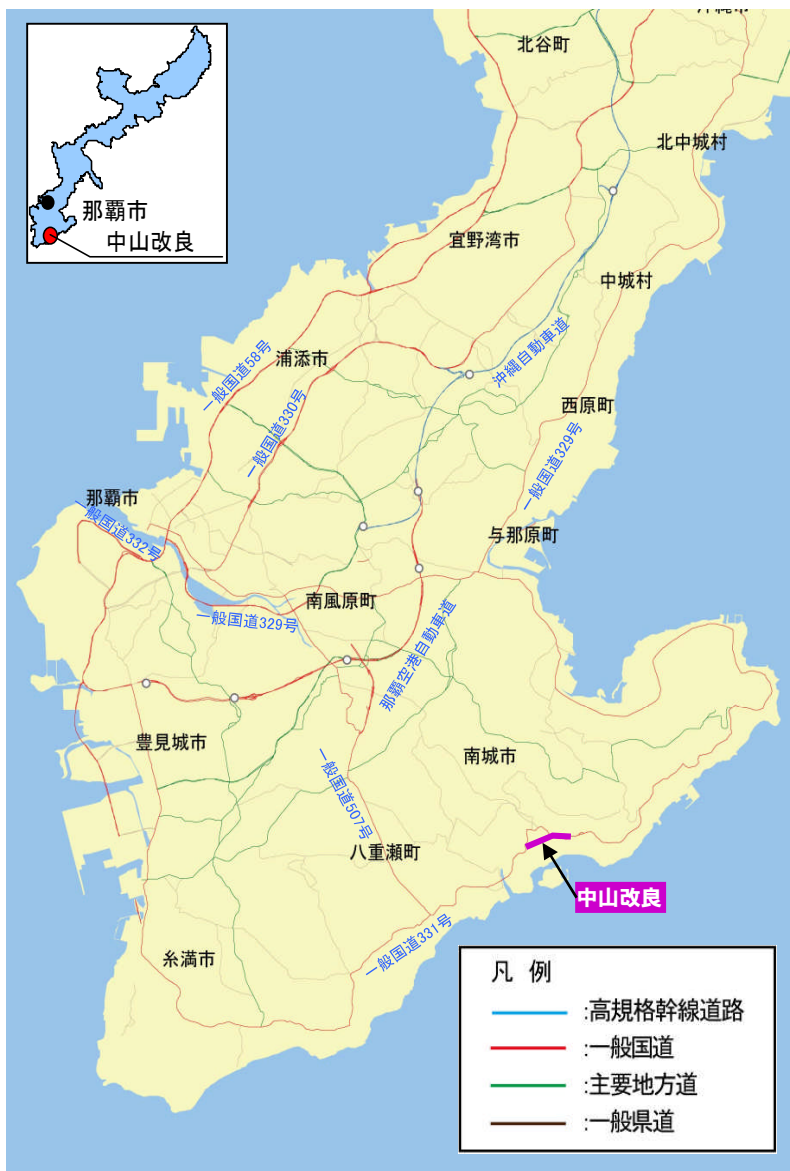 沖縄市
北谷町
北中城村
那覇市
中山改良
宜野湾市
中城村
一般国道58号
浦添市
沖縄自動車道
一般国道330号
西原町
一般国道329号
那覇市
一般国道332号
与那原町
南風原町
一般国道329号
那覇空港自動車道
豊見城市
南城市
一般国道507号
八重瀬町
中山改良
一般国道331号
糸満市
凡 例
:高規格幹線道路
:一般国道
:主要地方道
:一般県道